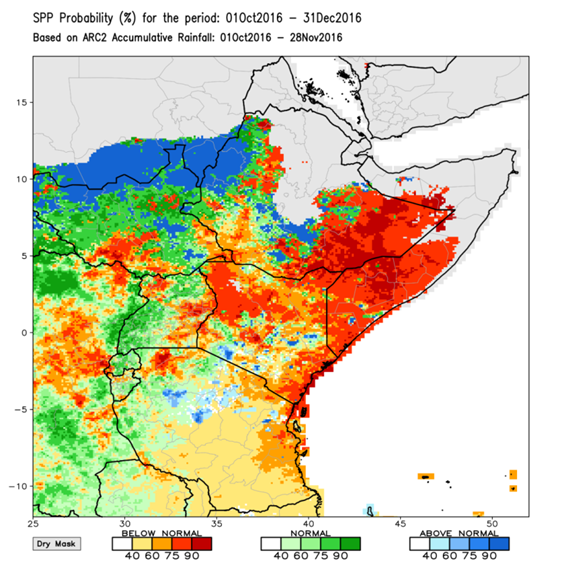 SPP Probability (%) for the period: 01Oct2016 – 31Dec2016
Based on ARC2 Accumulative Rainfall: 01Oct2016 – 28Nov2016
15
10
5
0
−5
−10
25 30 35 40 45 50
Dry Mask
BELOW NORMAL NORMAL ABOVE NORMAL
40 60 75 90 40 60 75 90 40 60 75 90